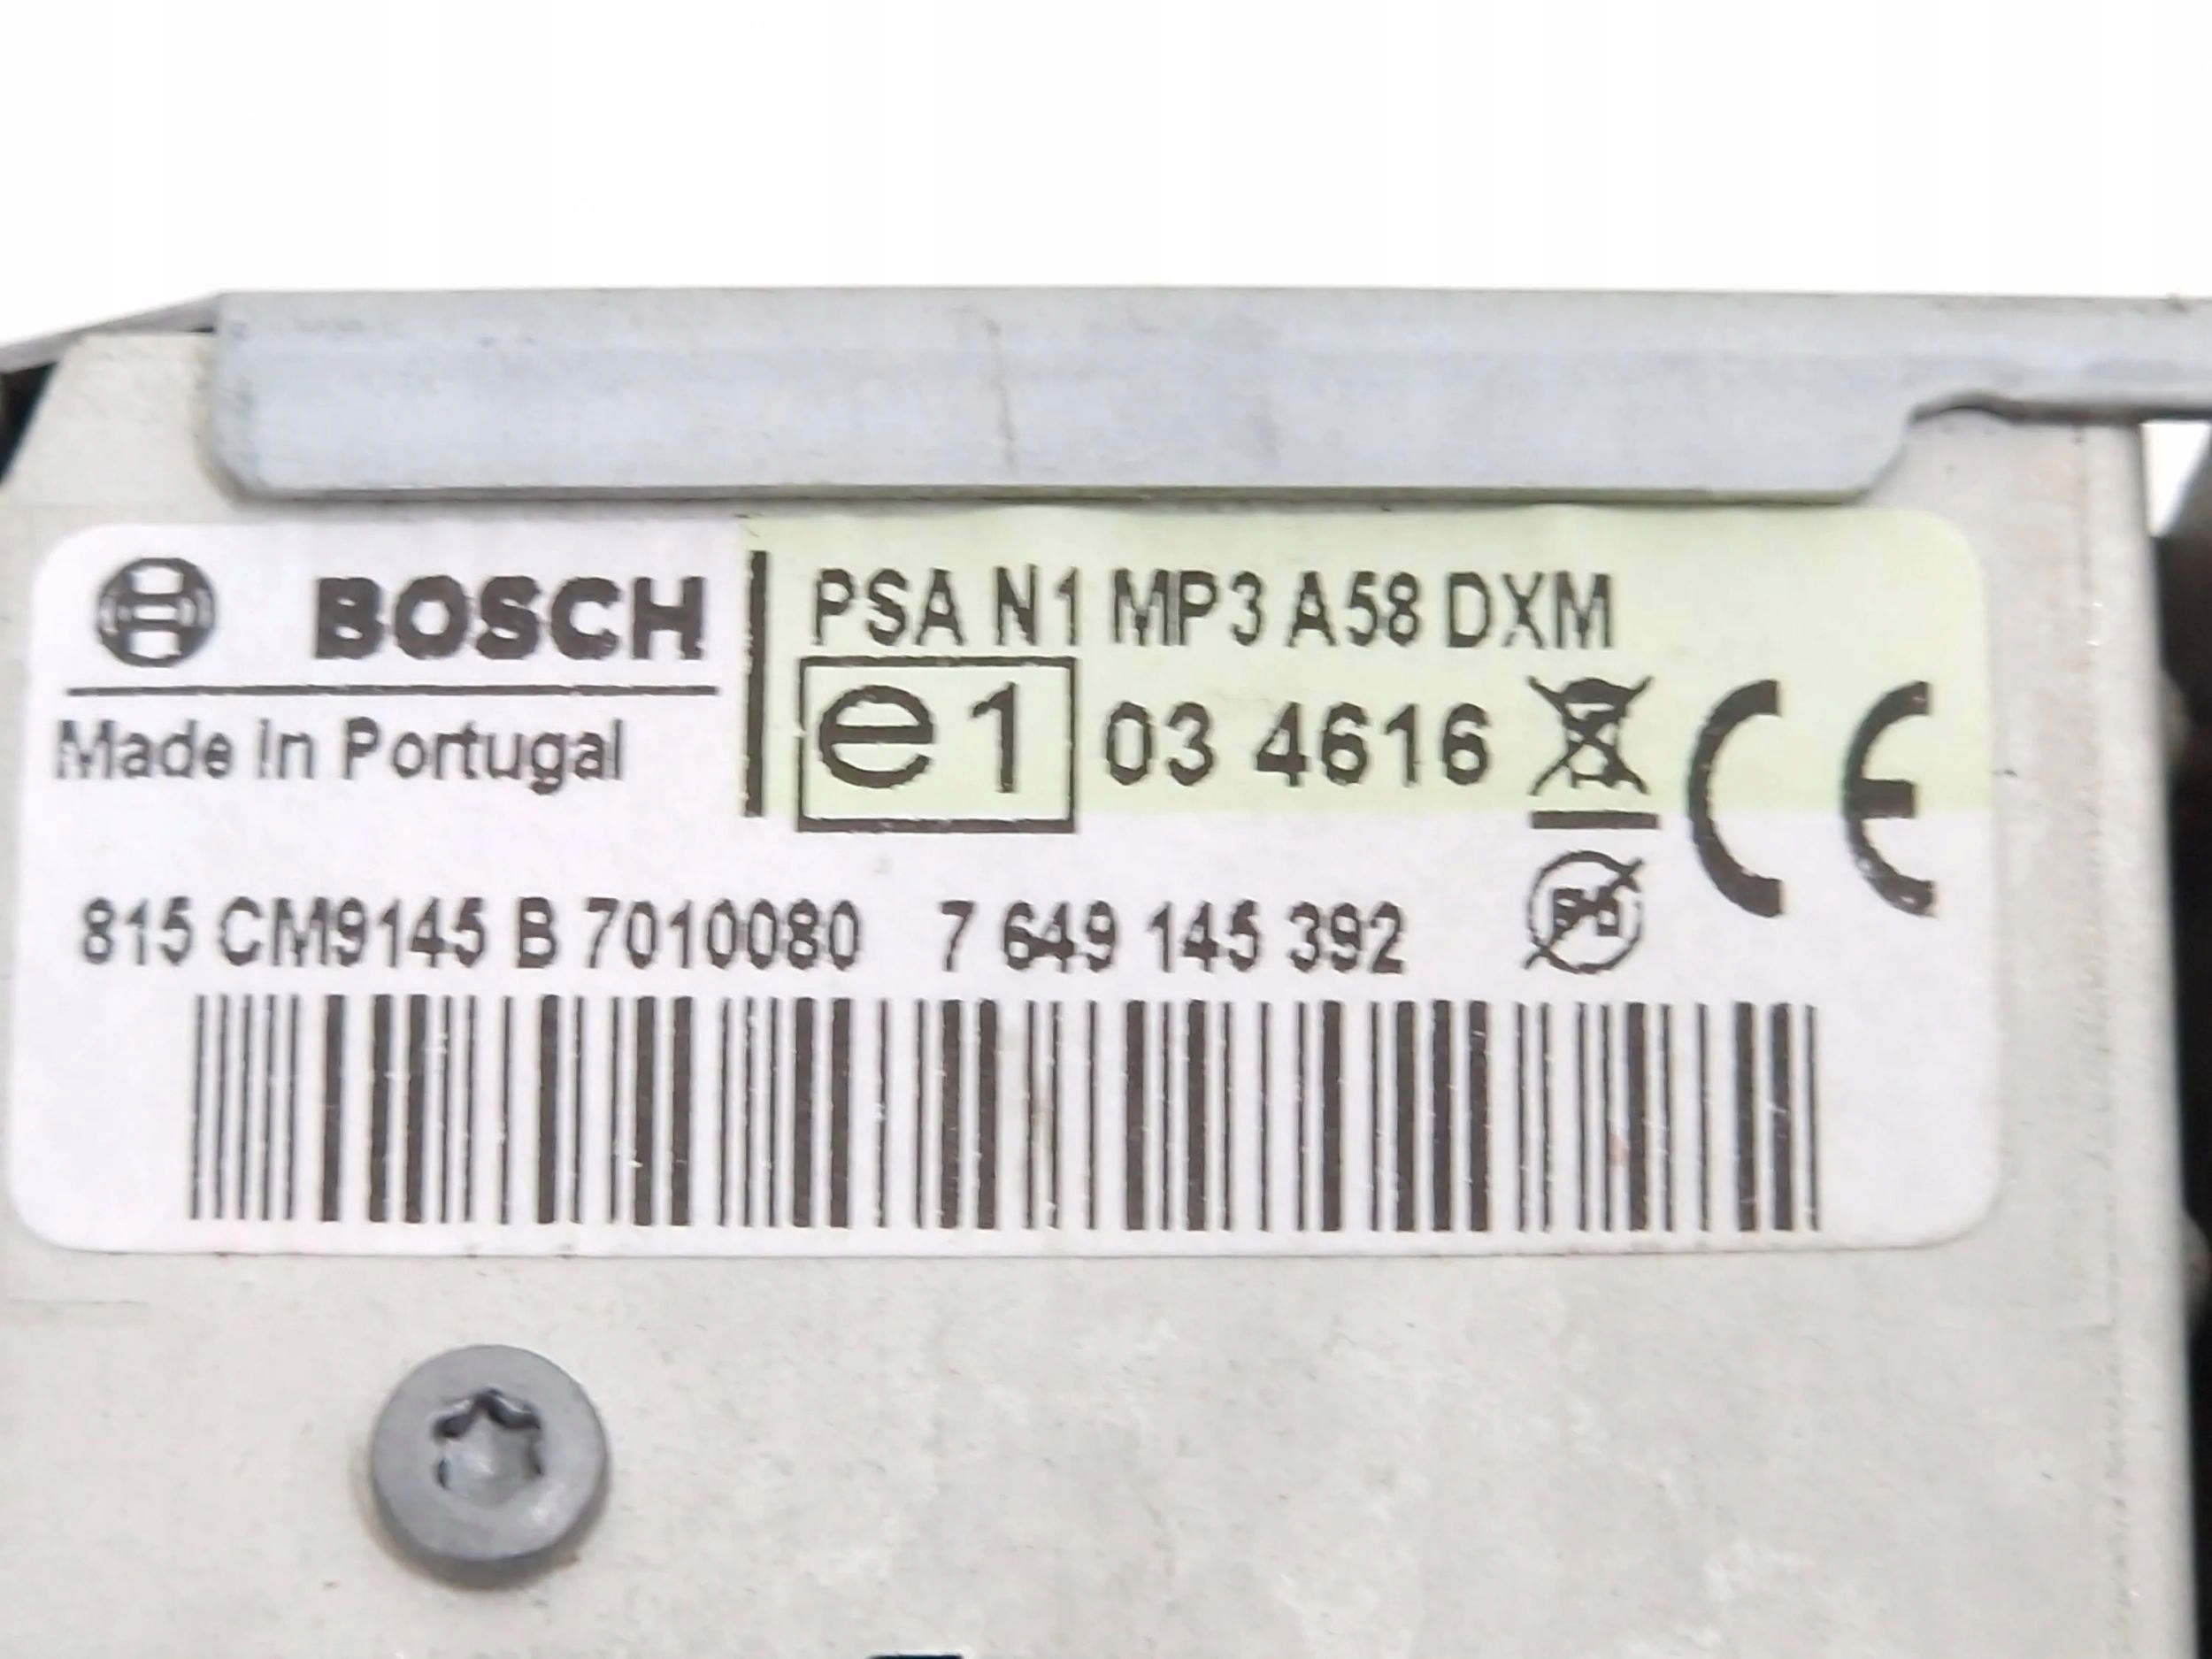 BOSCH
Made in Portugal
PSA N1 MP3 A58 DXM
e1 03 4616
CE
815 CM9145 B 7010080 7 649 145 392